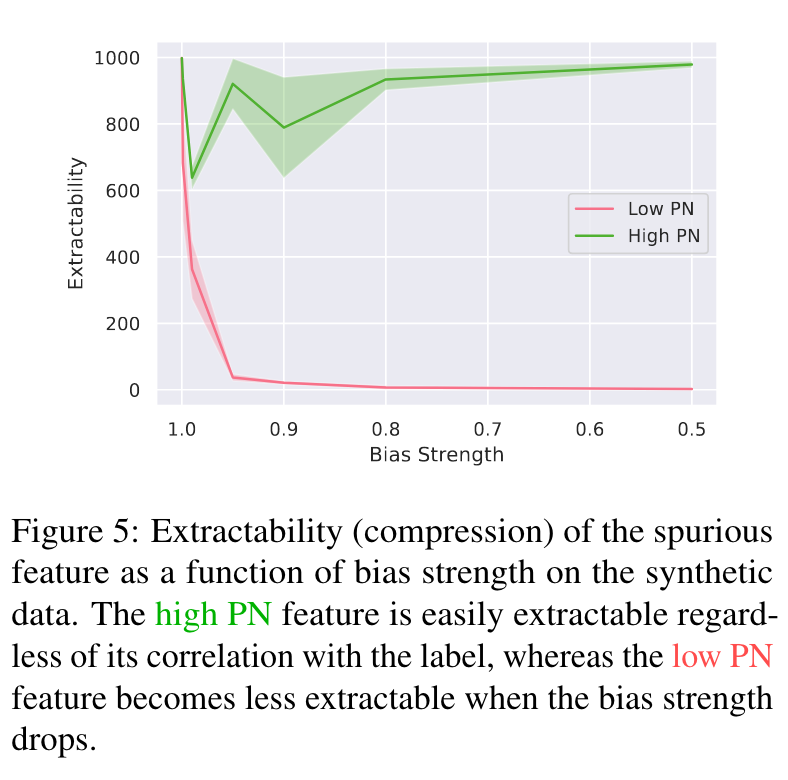 1000
800
600
400
200
0
Extractability
Low PN
High PN
1.0 0.9 0.8 0.7 0.6 0.5
Bias Strength
Figure 5: Extractability (compression) of the spurious
feature as a function of bias strength on the synthetic
data. The high PN feature is easily extractable regard-
less of its correlation with the label, whereas the low PN
feature becomes less extractable when the bias strength
drops.